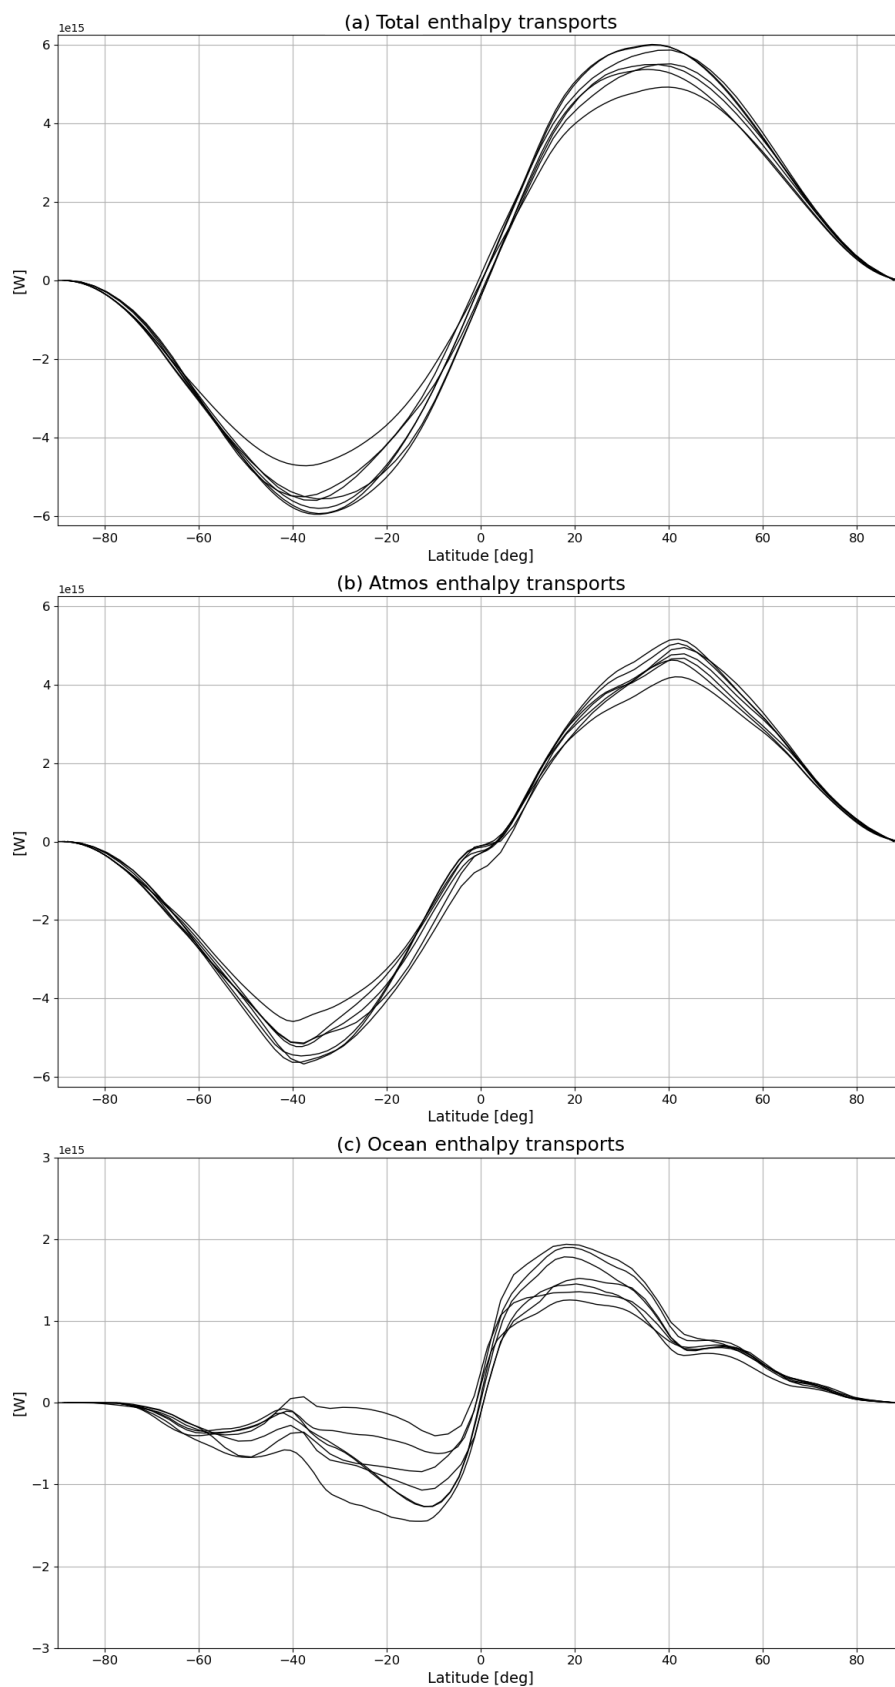 (a) Total enthalpy transports
1e15
6
4
2
0
−2
−4
−6
[W]
−80 −60 −40 −20 0 20 40 60 80
Latitude [deg]
(b) Atmos enthalpy transports
1e15
6
4
2
0
−2
−4
−6
[W]
−80 −60 −40 −20 0 20 40 60 80
Latitude [deg]
(c) Ocean enthalpy transports
1e15
3
2
1
0
−1
−2
−3
[W]
−80 −60 −40 −20 0 20 40 60 80
Latitude [deg]